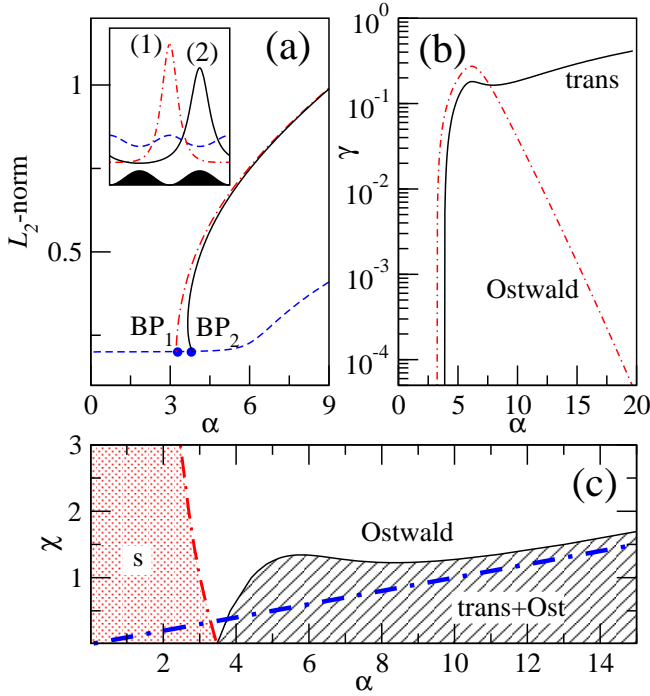 (a)
(1)
(2)
1
0.5
L2-norm
BP1
BP2
0
3
6
9
α
(b)
10^0
10^-1
10^-2
10^-3
10^-4
γ
trans
Ostwald
0
5
10
15
20
α
(c)
3
2
1
χ
s
Ostwald
trans+Ost
2
4
6
8
10
12
14
α